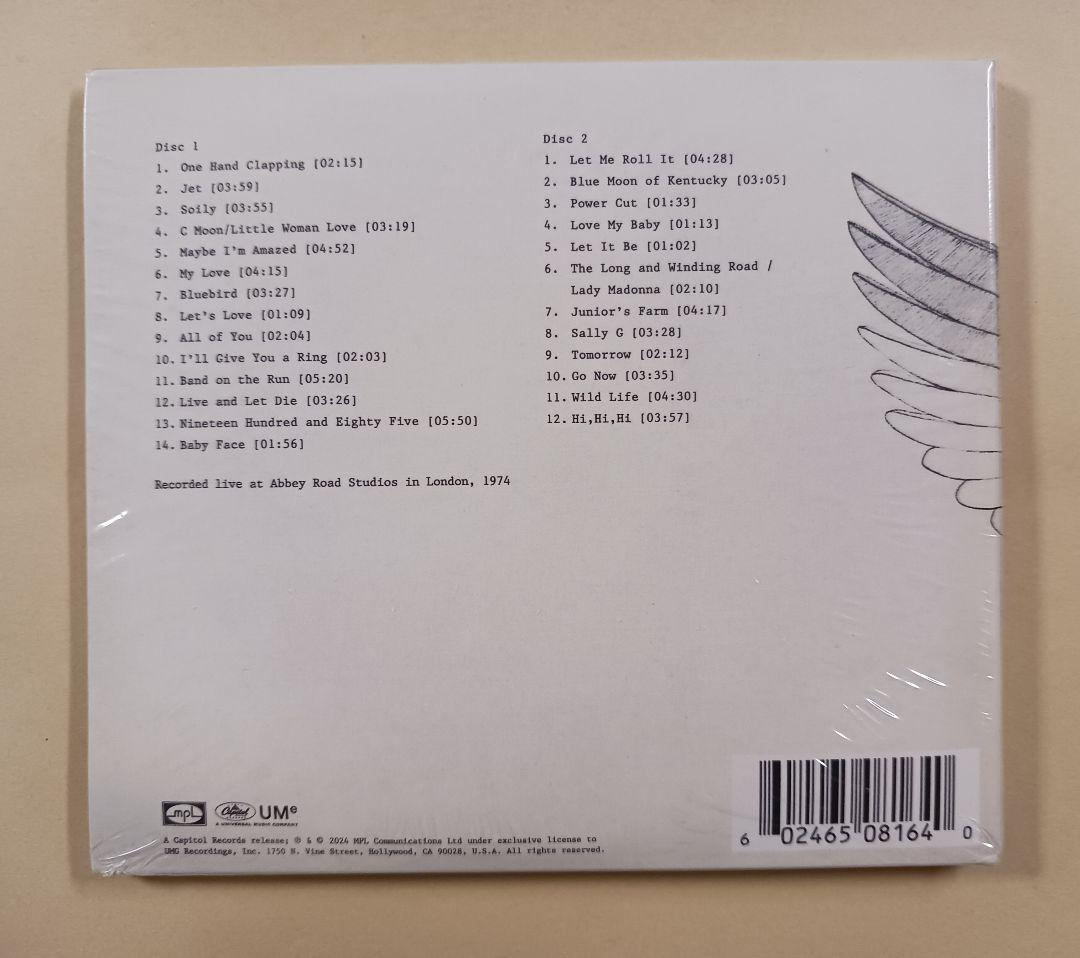 Disc 1
1. One Hand Clapping [02:15]
2. Jet [03:59]
3. Soily [03:55]
4. C Moon/Little Woman Love [03:19]
5. Maybe I'm Amazed [04:52]
6. My Love [04:15]
7. Bluebird [03:27]
8. Let's Love [01:09]
9. All of You [02:04]
10. I'll Give You a Ring [02:03]
11. Band on the Run [05:20]
12. Live and Let Die [03:26]
13. Nineteen Hundred and Eighty Five [05:50]
14. Baby Face [01:56]
Recorded live at Abbey Road Studios in London, 1974
Disc 2
1. Let Me Roll It [04:28]
2. Blue Moon of Kentucky [03:05]
3. Power Cut [01:33]
4. Love My Baby [01:13]
5. Let It Be [01:02]
6. The Long and Winding Road /
Lady Madonna [02:10]
7. Junior's Farm [04:17]
8. Sally G [03:28]
9. Tomorrow [02:12]
10. Go Now [03:35]
11. Wild Life [04:30]
12. Hi,Hi,Hi [03:57]
mpl Capitol UMe
A UNIVERSAL MUSIC COMPANY
A Capitol Records release; ℗ & © 2024 MPL Communications Ltd under exclusive license to
UMG Recordings, Inc. 1750 N. Vine Street, Hollywood, CA 90028, U.S.A. All rights reserved.
6 02465 08164 0